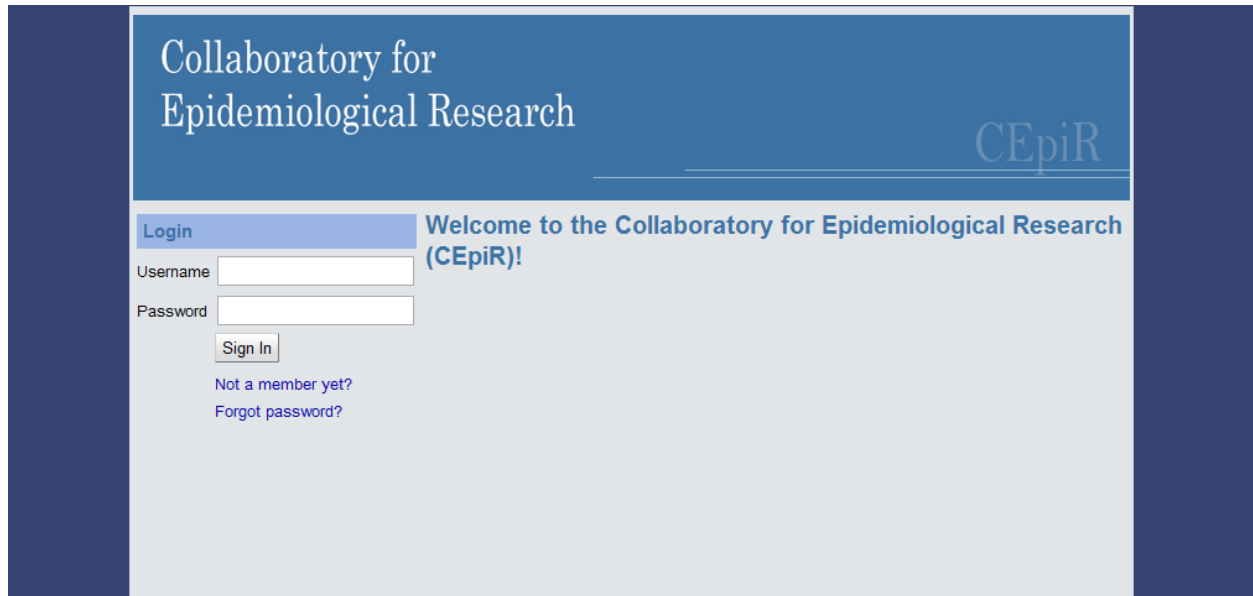 Collaboratory for
Epidemiological Research
CEpiR
Login
Username
Password
Sign In
Not a member yet?
Forgot password?
Welcome to the Collaboratory for Epidemiological Research
(CEpiR)!